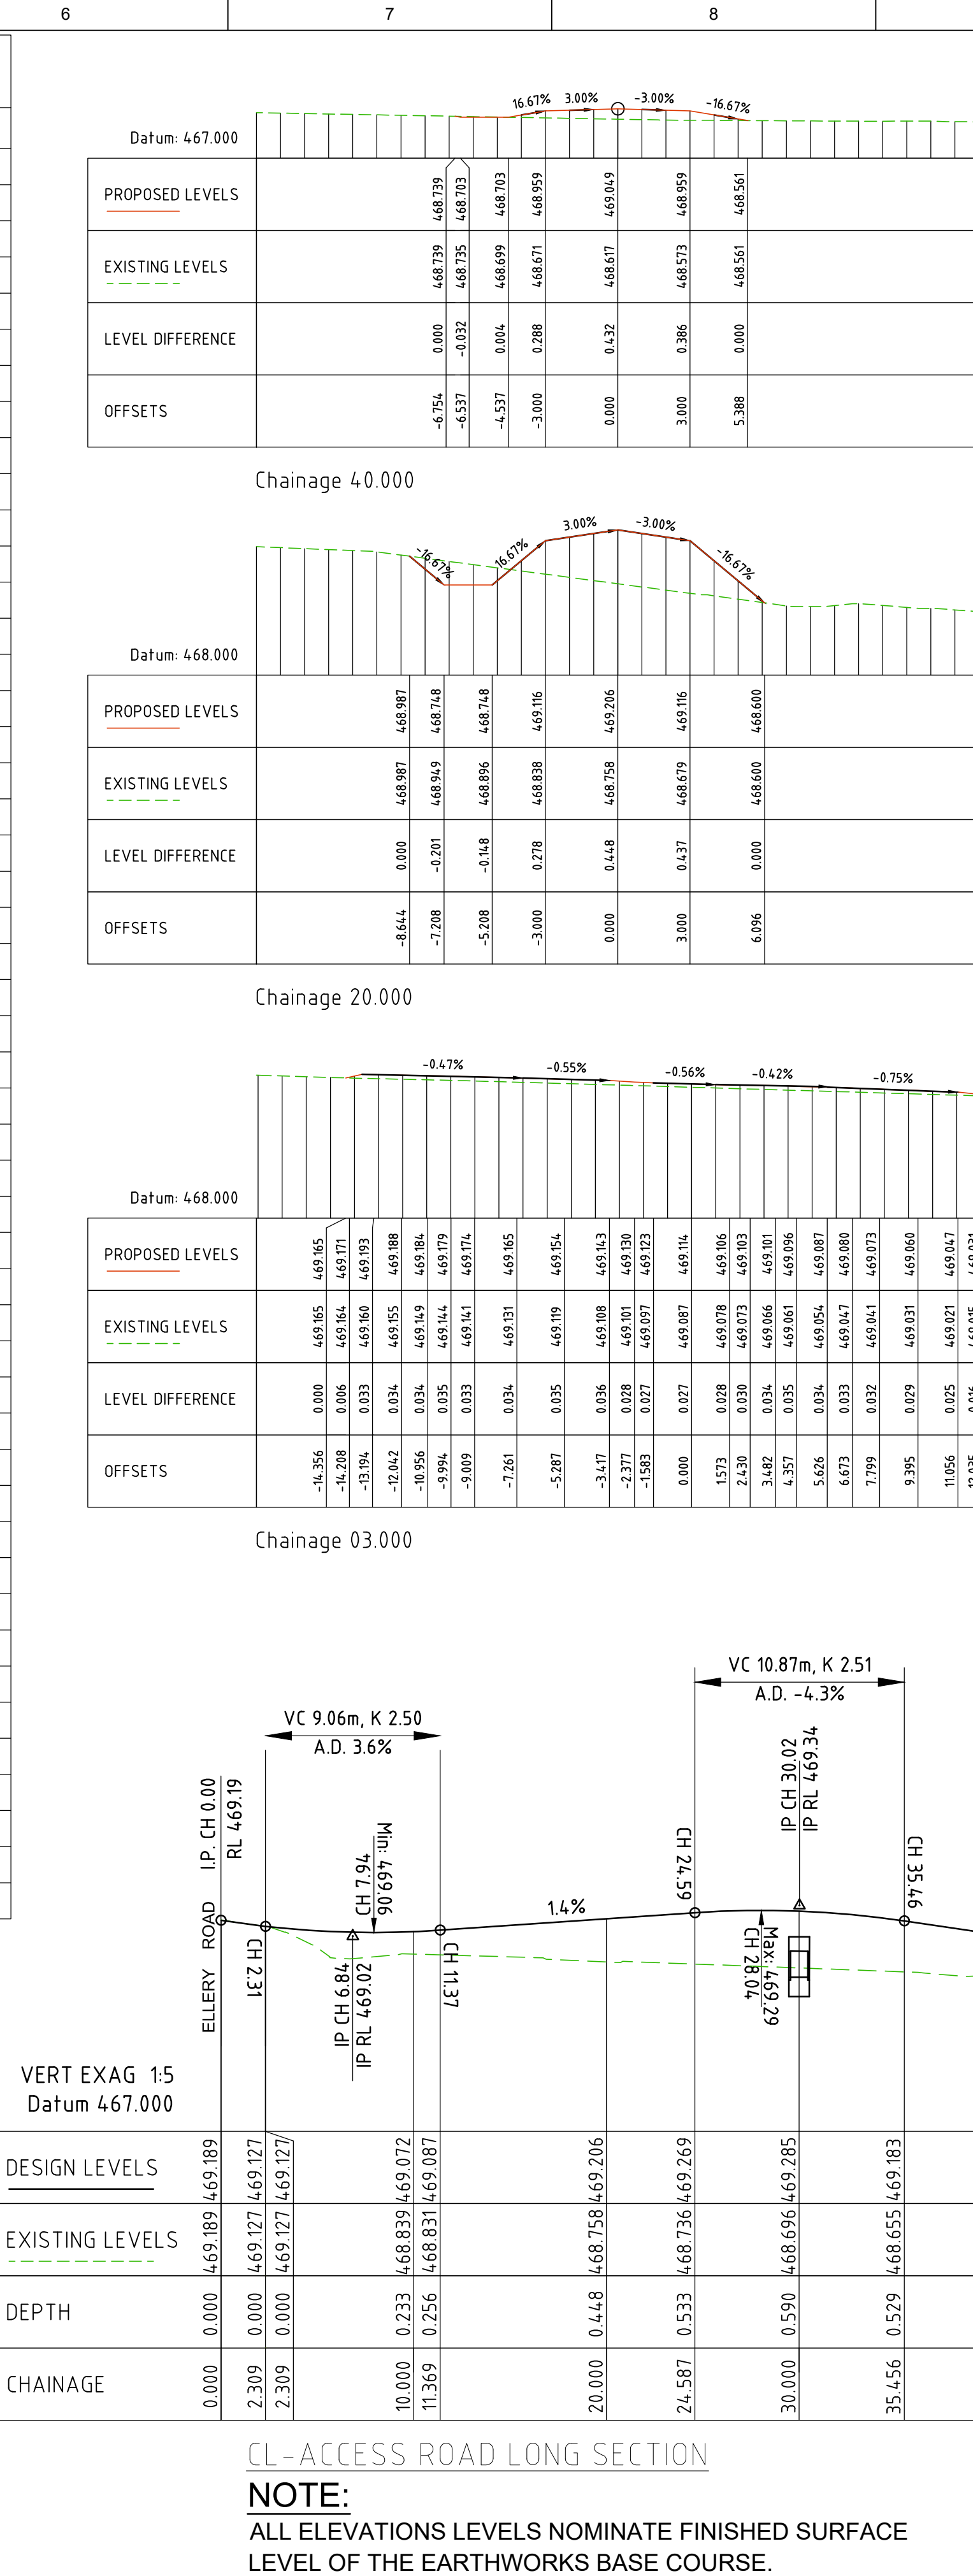 6 7 8
16.67% 3.00% -3.00% -16.67%
Datum: 467.000
PROPOSED LEVELS 468.739 468.703 468.703 468.959 469.049 468.959 468.561
EXISTING LEVELS 468.739 468.735 468.699 468.671 468.617 468.573 468.561
LEVEL DIFFERENCE 0.000 -0.032 0.004 0.288 0.432 0.386 0.000
OFFSETS -6.754 -6.537 -4.537 -3.000 0.000 3.000 5.388
Chainage 40.000
-16.67% 16.67% 3.00% -3.00% -16.67%
Datum: 468.000
PROPOSED LEVELS 468.987 468.748 468.748 469.116 469.206 469.116 468.600
EXISTING LEVELS 468.987 468.949 468.896 468.838 468.758 468.679 468.600
LEVEL DIFFERENCE 0.000 -0.201 -0.148 0.278 0.448 0.437 0.000
OFFSETS -8.644 -7.208 -5.208 -3.000 0.000 3.000 6.096
Chainage 20.000
-0.47% -0.55% -0.56% -0.42% -0.75%
Datum: 468.000
PROPOSED LEVELS 469.165 469.171 469.193 469.188 469.184 469.179 469.174 469.165 469.154 469.143 469.130 469.123 469.114 469.106 469.103 469.101 469.096 469.087 469.080 469.073 469.060 469.047
EXISTING LEVELS 469.165 469.164 469.160 469.155 469.149 469.144 469.141 469.131 469.119 469.108 469.101 469.097 469.087 469.078 469.073 469.066 469.061 469.054 469.047 469.041 469.031 469.021
LEVEL DIFFERENCE 0.000 0.006 0.033 0.034 0.034 0.035 0.033 0.034 0.035 0.036 0.028 0.027 0.027 0.028 0.030 0.034 0.035 0.034 0.033 0.032 0.029 0.025
OFFSETS -14.356 -14.208 -13.194 -12.042 -10.956 -9.994 -9.009 -7.261 -5.287 -3.417 -2.377 -1.583 0.000 1.573 2.430 3.482 4.357 5.626 6.673 7.799 9.395 11.056
Chainage 03.000
VC 10.87m, K 2.51
A.D. -4.3%
VC 9.06m, K 2.50
A.D. 3.6%
I.P. CH 0.00
RL 469.19
ELLERY ROAD
CH 2.31
CH 7.94
Min: 469.06
IP CH 6.84
IP RL 469.02
CH 11.37
1.4%
CH 24.59
IP CH 30.02
IP RL 469.34
Max: 469.29
CH 28.04
CH 35.46
VERT EXAG 1:5
Datum 467.000
DESIGN LEVELS 469.189 469.127 469.127 469.072 469.087 469.206 469.269 469.285 469.183
EXISTING LEVELS 469.189 469.127 469.127 468.839 468.831 468.758 468.736 468.696 468.655
DEPTH 0.000 0.000 0.000 0.233 0.256 0.448 0.533 0.590 0.529
CHAINAGE 0.000 2.309 2.309 10.000 11.369 20.000 24.587 30.000 35.456
CL-ACCESS ROAD LONG SECTION
NOTE:
ALL ELEVATIONS LEVELS NOMINATE FINISHED SURFACE
LEVEL OF THE EARTHWORKS BASE COURSE.